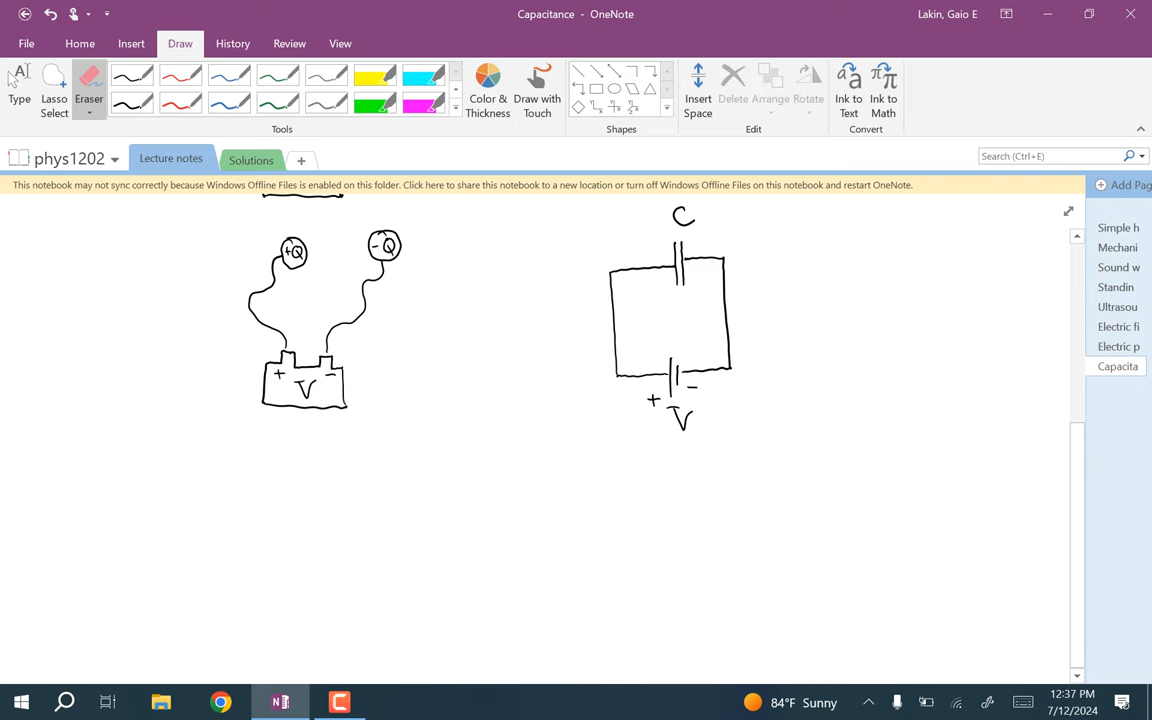 Capacitance - OneNote
Lakin, Gaio E
File Home Insert Draw History Review View
Type
Lasso Select
Eraser
Color & Thickness
Draw with Touch
Insert Space
Delete Arrange Rotate
Ink to Text
Ink to Math
Tools
Shapes
Edit
Convert
phys1202
Lecture notes
Solutions
Search (Ctrl+E)
This notebook may not sync correctly because Windows Offline Files is enabled on this folder. Click here to share this notebook to a new location or turn off Windows Offline Files on this notebook and restart OneNote.
Add Pag
Simple h
Mechani
Sound w
Standin
Ultrasou
Electric fi
Electric p
Capacita
C
+Q
-Q
+ V -
+ -
V
84°F Sunny
12:37 PM
7/12/2024